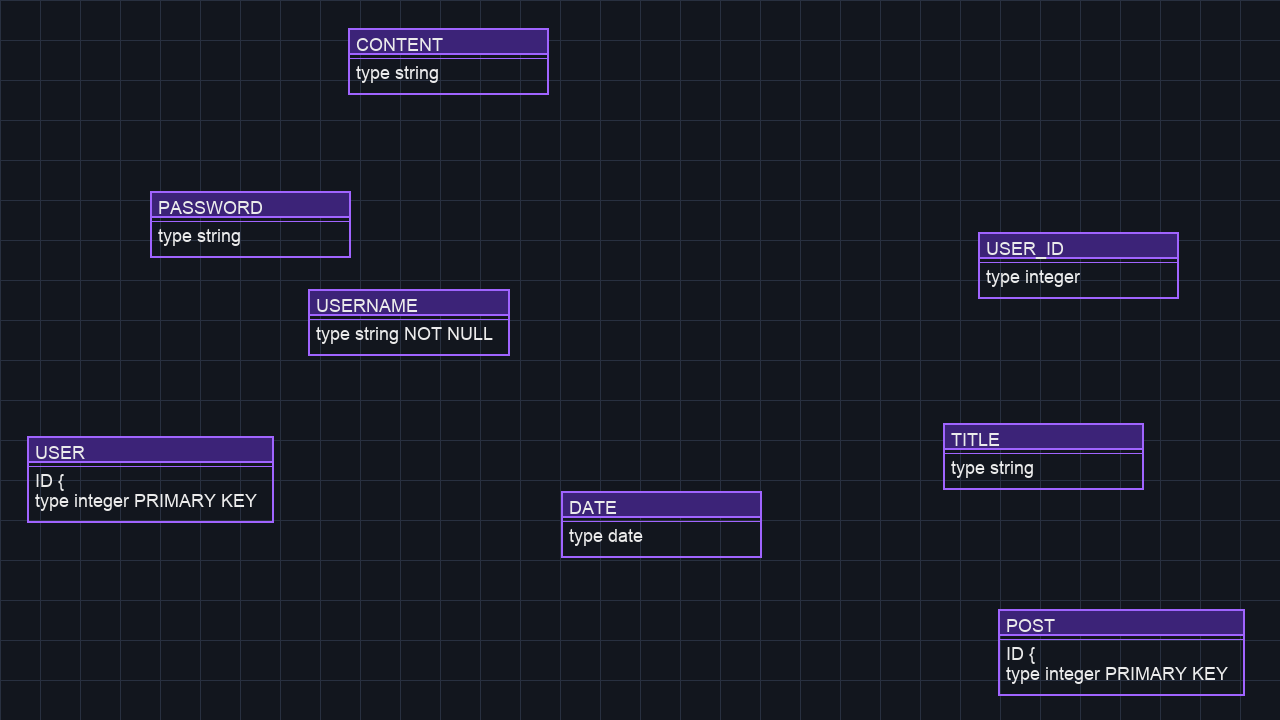 CONTENT
type string
PASSWORD
type string
USER_ID
type integer
USERNAME
type string NOT NULL
TITLE
type string
USER
ID {
type integer PRIMARY KEY
DATE
type date
POST
ID {
type integer PRIMARY KEY